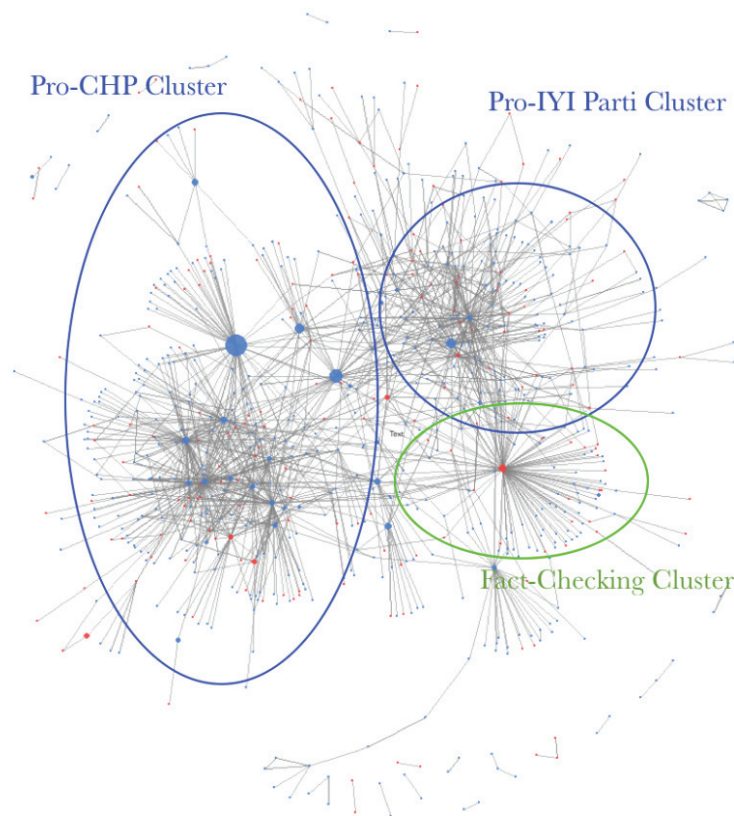 Pro-CHP Cluster
Pro-IYI Parti Cluster
Text
Fact-Checking Cluster